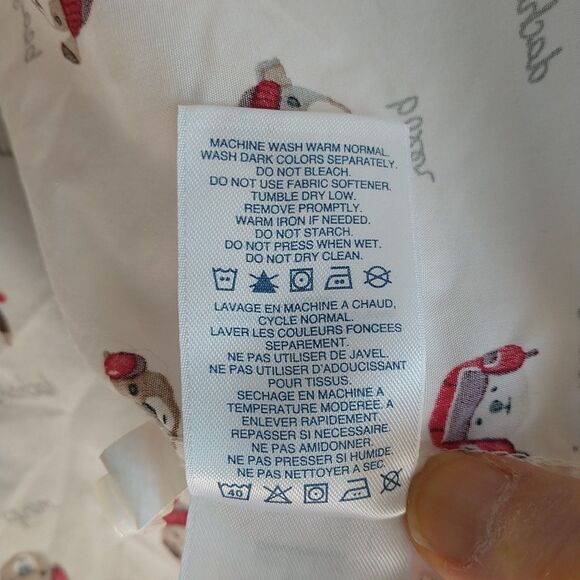 boxer
MACHINE WASH WARM NORMAL.
WASH DARK COLORS SEPARATELY.
DO NOT BLEACH.
DO NOT USE FABRIC SOFTENER.
TUMBLE DRY LOW.
REMOVE PROMPTLY.
WARM IRON IF NEEDED.
DO NOT STARCH.
DO NOT PRESS WHEN WET.
DO NOT DRY CLEAN.
LAVAGE EN MACHINE A CHAUD,
CYCLE NORMAL.
LAVER LES COULEURS FONCEES
SEPAREMENT.
NE PAS UTILISER DE JAVEL.
NE PAS UTILISER D'ADOUCISSANT
POUR TISSUS.
SECHAGE EN MACHINE A
TEMPERATURE MODEREE. A
ENLEVER RAPIDEMENT.
REPASSER SI NECESSAIRE.
NE PAS AMIDONNER.
NE PAS PRESSER SI HUMIDE.
NE PAS NETTOYER A SEC.
40